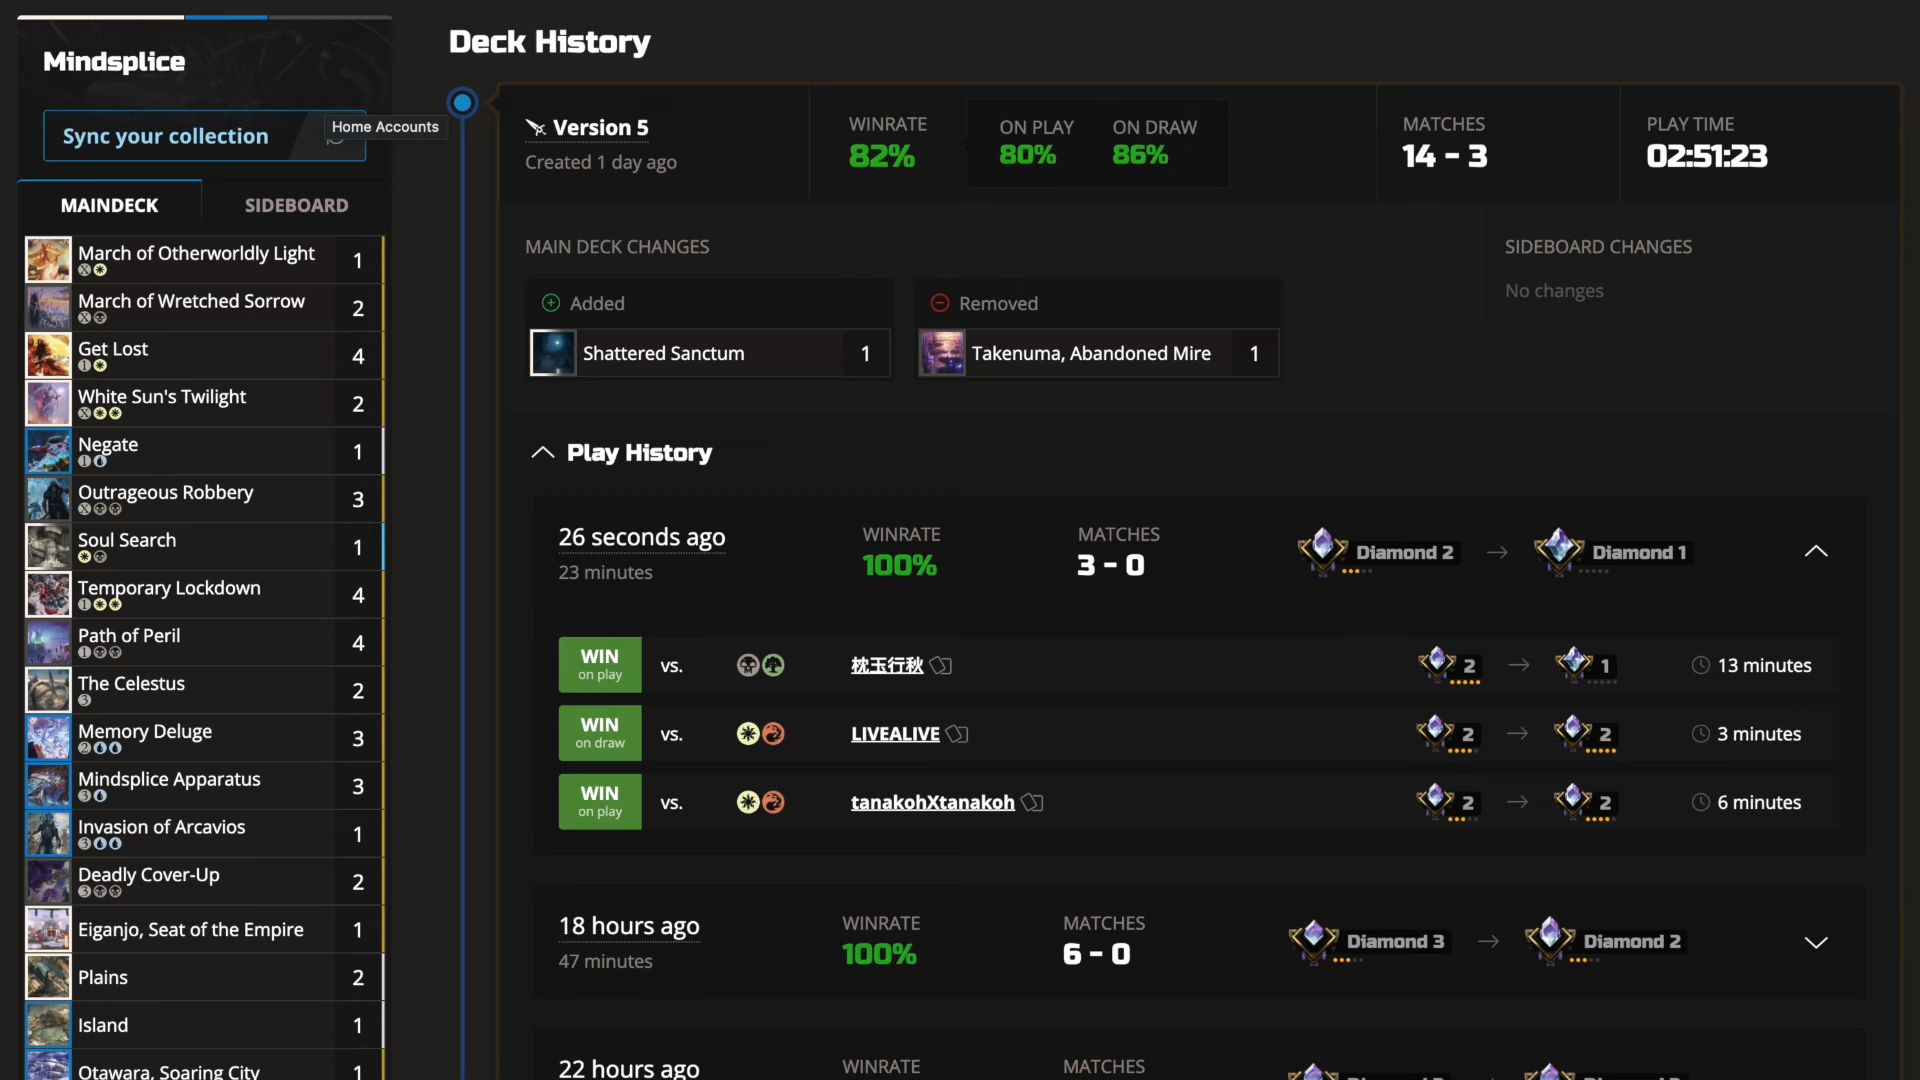 Mindsplice
Sync your collection
Home Accounts
MAINDECK
SIDEBOARD
March of Otherworldly Light 1
X
March of Wretched Sorrow 2
X
Get Lost 4
1
White Sun's Twilight 2
X
Negate 1
1
Outrageous Robbery 3
X
Soul Search 1
Temporary Lockdown 4
1
Path of Peril 4
1
The Celestus 2
3
Memory Deluge 3
2
Mindsplice Apparatus 3
3
Invasion of Arcavios 1
3
Deadly Cover-Up 2
3
Eiganjo, Seat of the Empire 1
Plains 2
Island 1
Otawara, Soaring City 1
Deck History
Version 5
Created 1 day ago
WINRATE
82%
ON PLAY
80%
ON DRAW
86%
MATCHES
14 - 3
PLAY TIME
02:51:23
MAIN DECK CHANGES
Added
Shattered Sanctum 1
Removed
Takenuma, Abandoned Mire 1
SIDEBOARD CHANGES
No changes
Play History
26 seconds ago
23 minutes
WINRATE
100%
MATCHES
3 - 0
Diamond 2
Diamond 1
WIN
on play
vs.
枕玉行秋
2
1
13 minutes
WIN
on draw
vs.
LIVEALIVE
2
2
3 minutes
WIN
on play
vs.
tanakohXtanakoh
2
2
6 minutes
18 hours ago
47 minutes
WINRATE
100%
MATCHES
6 - 0
Diamond 3
Diamond 2
22 hours ago
WINRATE
MATCHES